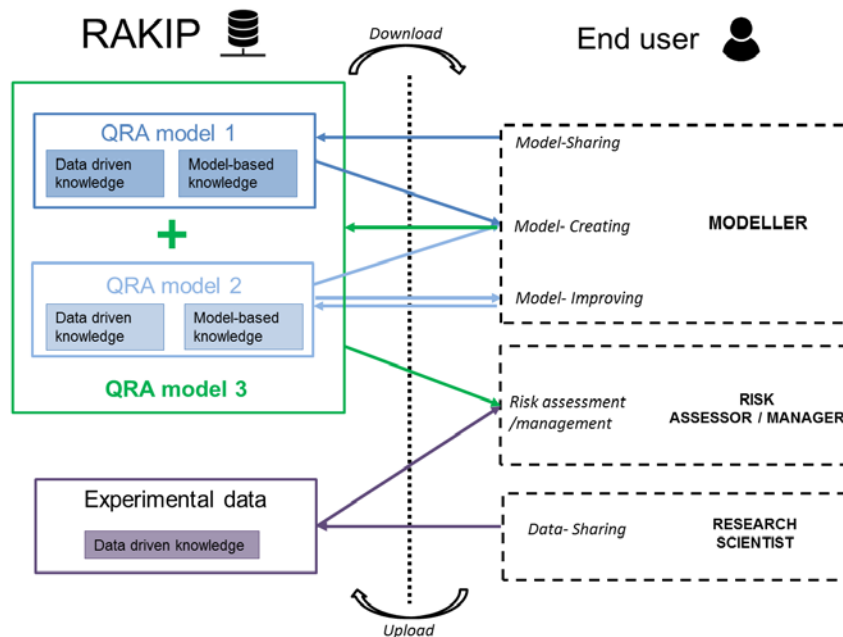 RAKIP
Download
End user
QRA model 1
Data driven
knowledge
Model-based
knowledge
Model-Sharing
+
Model- Creating
MODELLER
QRA model 2
Data driven
knowledge
Model-based
knowledge
Model- Improving
QRA model 3
Risk assessment
/management
RISK
ASSESSOR / MANAGER
Experimental data
Data driven knowledge
Data- Sharing
RESEARCH
SCIENTIST
Upload